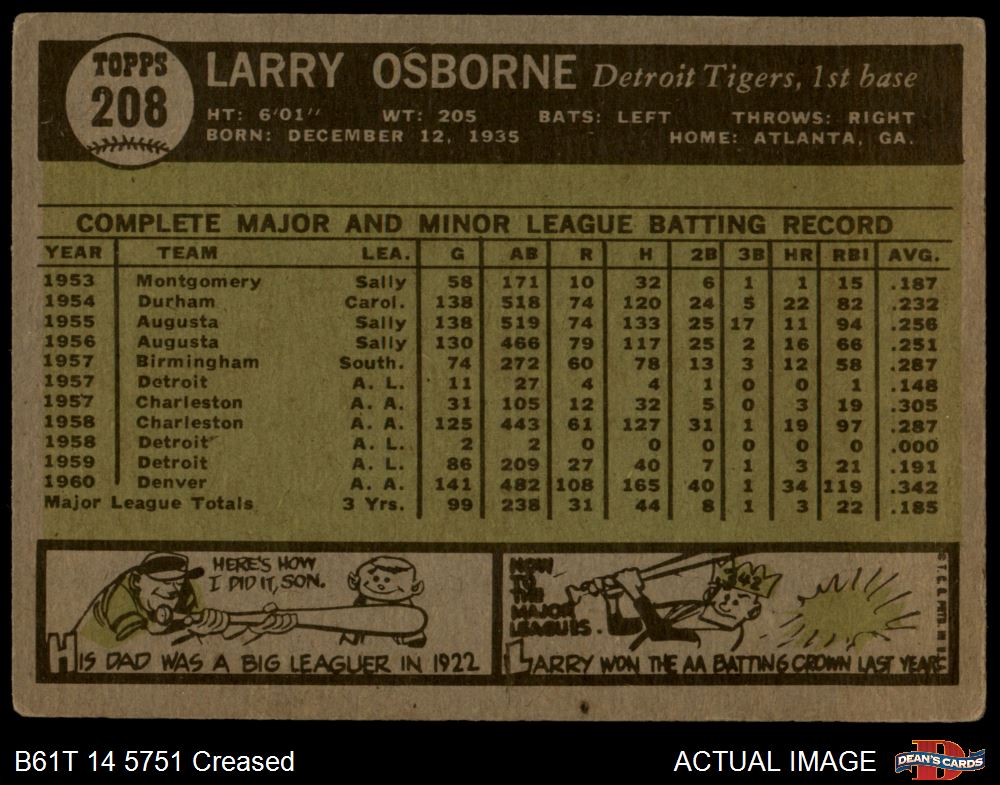 TOPPS
208
LARRY OSBORNE Detroit Tigers, 1st base
HT: 6'01" WT: 205 BATS: LEFT THROWS: RIGHT
BORN: DECEMBER 12, 1935 HOME: ATLANTA, GA.
COMPLETE MAJOR AND MINOR LEAGUE BATTING RECORD
YEAR TEAM LEA. G AB R H 2B 3B HR RBI AVG.
1953 Montgomery Sally 58 171 10 32 6 1 1 15 .187
1954 Durham Carol. 138 518 74 120 24 5 22 82 .232
1955 Augusta Sally 138 519 74 133 25 17 11 94 .256
1956 Augusta Sally 130 466 79 117 25 2 16 66 .251
1957 Birmingham South. 74 272 60 78 13 3 12 58 .287
1957 Detroit A. L. 11 27 4 4 1 0 0 1 .148
1957 Charleston A. A. 31 105 12 32 5 0 3 19 .305
1958 Charleston A. A. 125 443 61 127 31 1 19 97 .287
1958 Detroit A. L. 2 2 0 0 0 0 0 0 .000
1959 Detroit A. L. 86 209 27 40 7 1 3 21 .191
1960 Denver A. A. 141 482 108 165 40 1 34 119 .342
Major League Totals 3 Yrs. 99 238 31 44 8 1 3 22 .185
HERE'S HOW
I DID IT, SON.
HIS DAD WAS A BIG LEAGUER IN 1922
NOW
TO
THE
MAJOR
LEAGUES.
.342
LARRY WON THE AA BATTING CROWN LAST YEAR
B61T 14 5751 Creased
ACTUAL IMAGE
DEAN'S CARDS